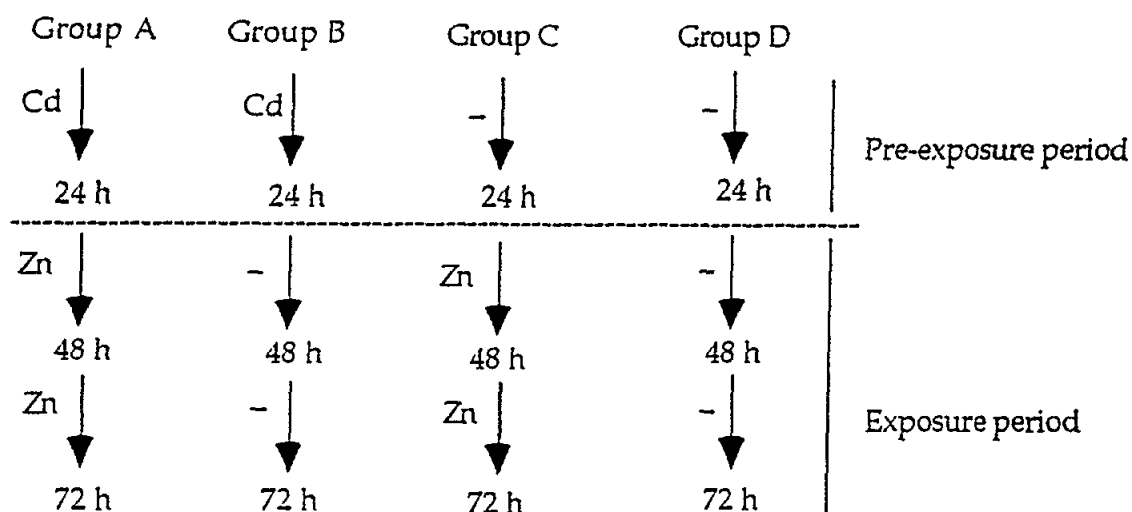 Group A Group B Group C Group D
Cd Cd - -
Pre-exposure period
24 h 24 h 24 h 24 h
Zn - Zn -
48 h 48 h 48 h 48 h
Zn - Zn -
Exposure period
72 h 72 h 72 h 72 h